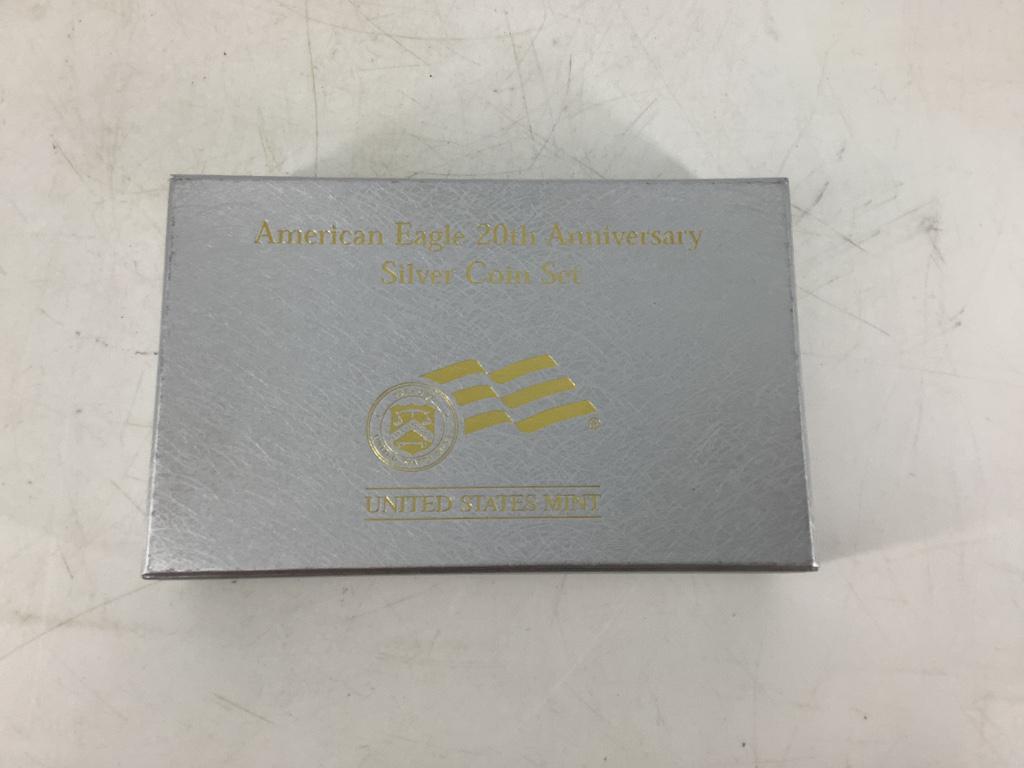 American Eagle 20th Anniversary
Silver Coin Set
®
UNITED STATES MINT